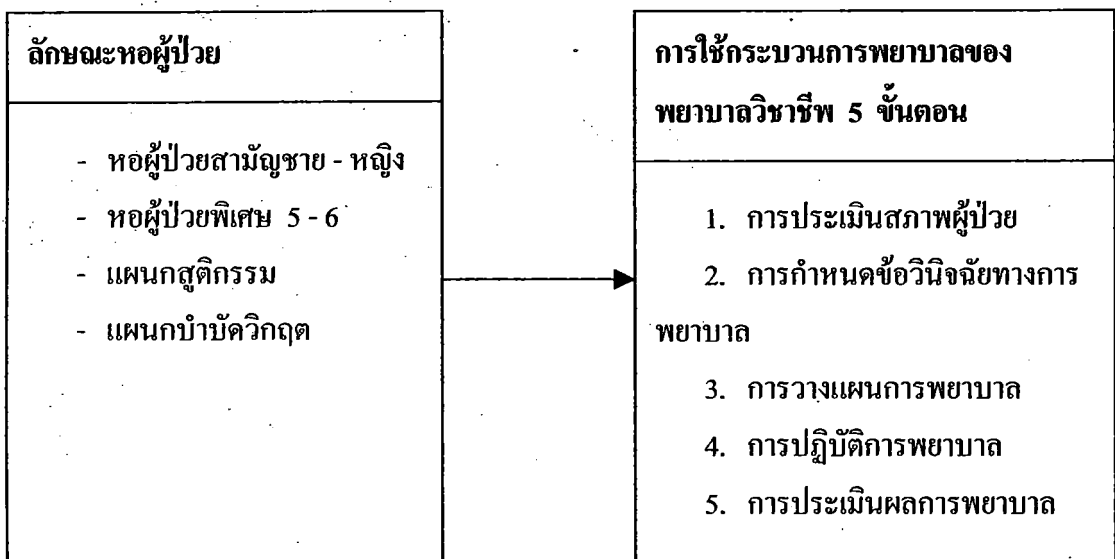 ลักษณะหอผู้ป่วย
- หอผู้ป่วยสามัญชาย - หญิง
- หอผู้ป่วยพิเศษ 5 - 6
- แผนกสูติกรรม
- แผนกบำบัดวิกฤต
การใช้กระบวนการพยาบาลของ
พยาบาลวิชาชีพ 5 ขั้นตอน
1. การประเมินสภาพผู้ป่วย
2. การกำหนดข้อวินิจฉัยทางการ
พยาบาล
3. การวางแผนการพยาบาล
4. การปฏิบัติการพยาบาล
5. การประเมินผลการพยาบาล